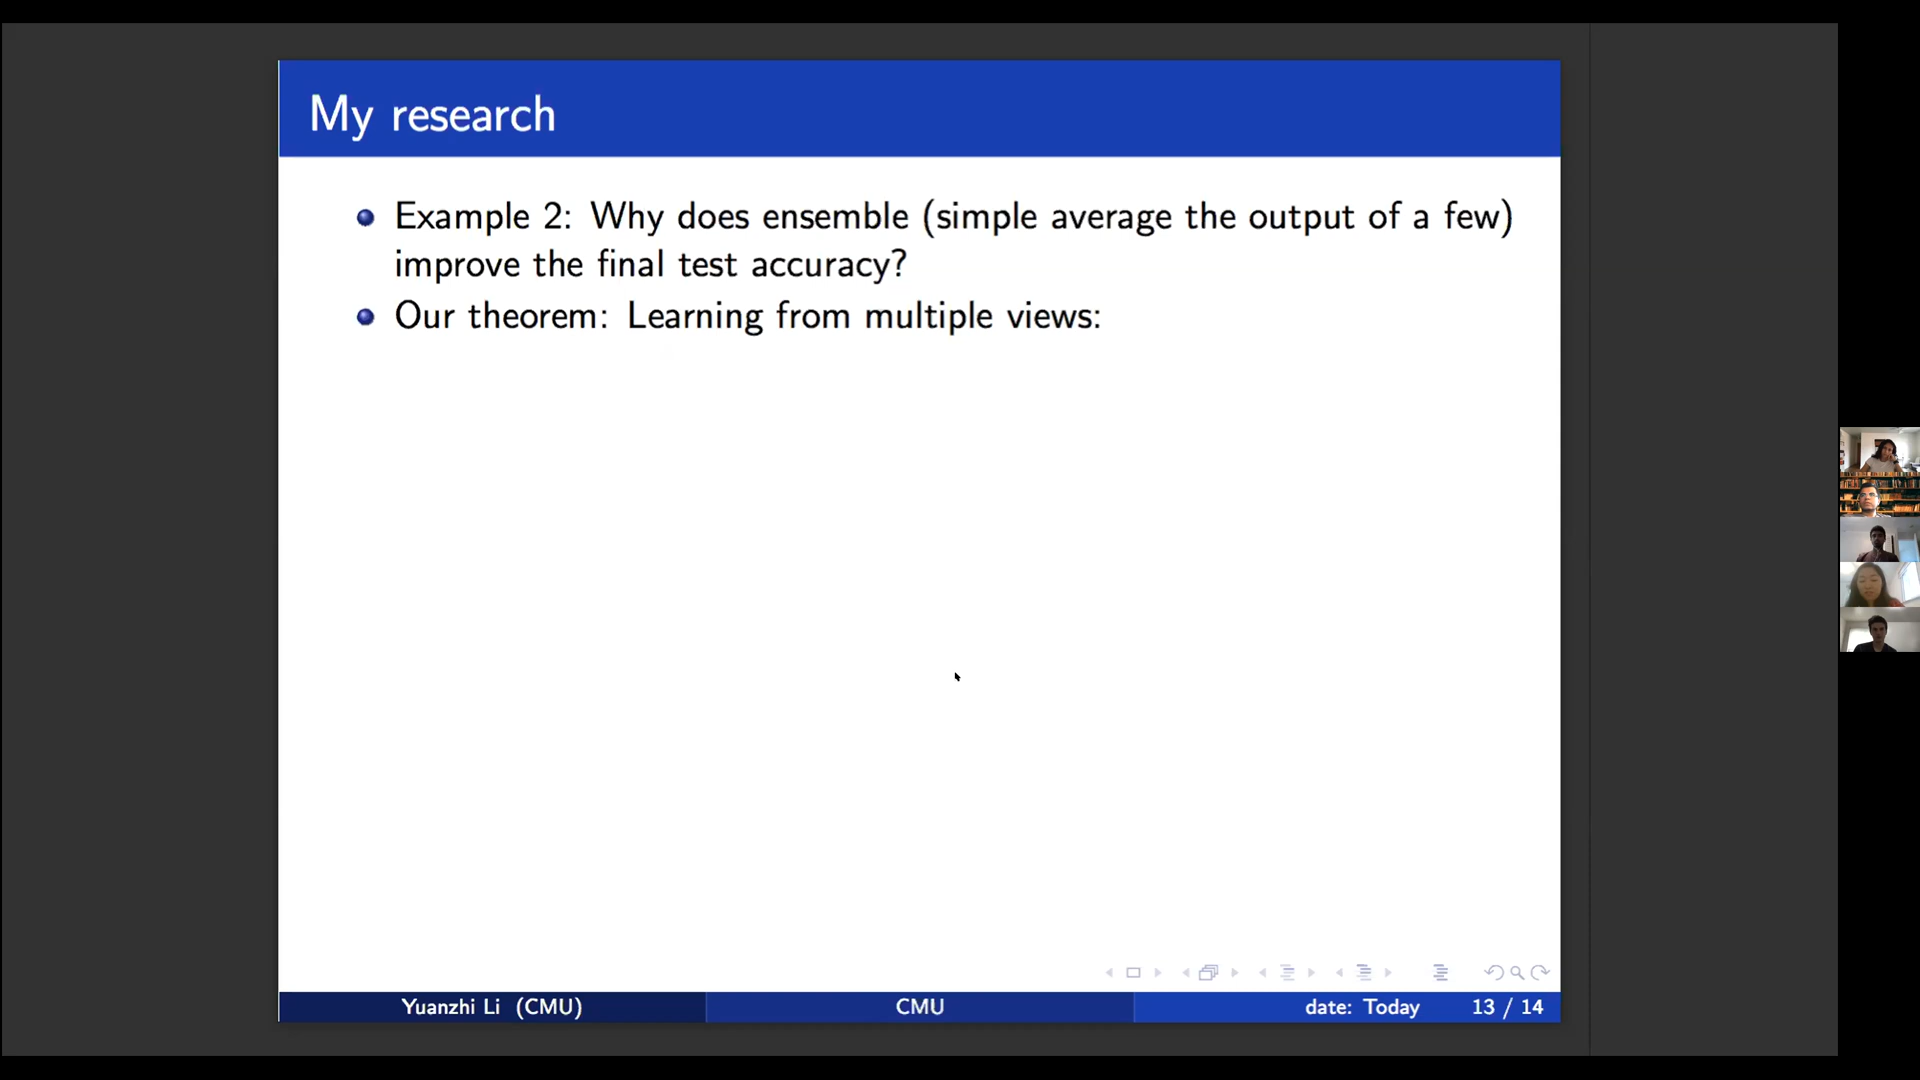 My research
Example 2: Why does ensemble (simple average the output of a few)
improve the final test accuracy?
Our theorem: Learning from multiple views:
Yuanzhi Li (CMU)
CMU
date: Today
13 / 14